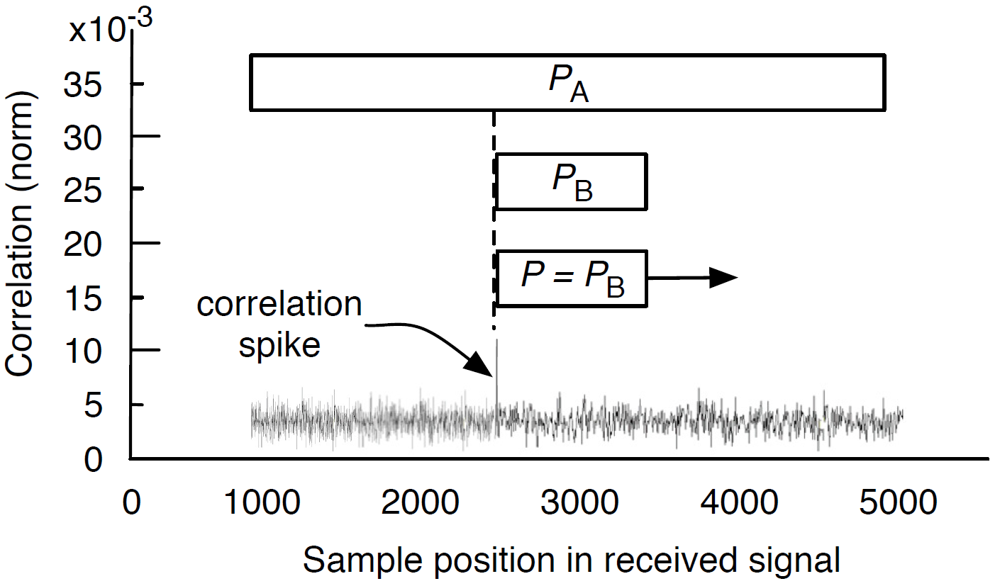 x10-3
35
30
25
20
15
10
5
0
Correlation (norm)
PA
PB
P = PB
correlation
spike
0 1000 2000 3000 4000 5000
Sample position in received signal